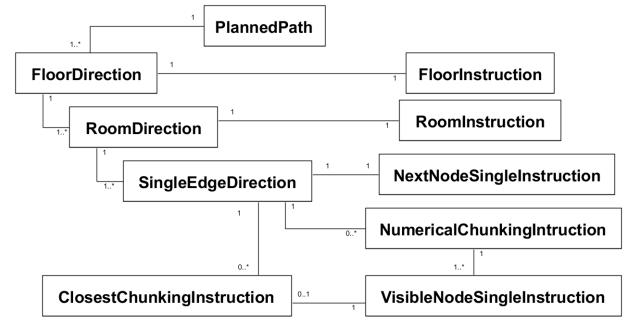 1
PlannedPath
1..*
FloorDirection
1
1
FloorInstruction
1
1..*
RoomDirection
1
1
RoomInstruction
1
1..*
SingleEdgeDirection
1
1
NextNodeSingleInstruction
1
1
0..*
NumericalChunkingIntruction
1
0..*
1..*
ClosestChunkingInstruction
0..1
1
VisibleNodeSingleInstruction